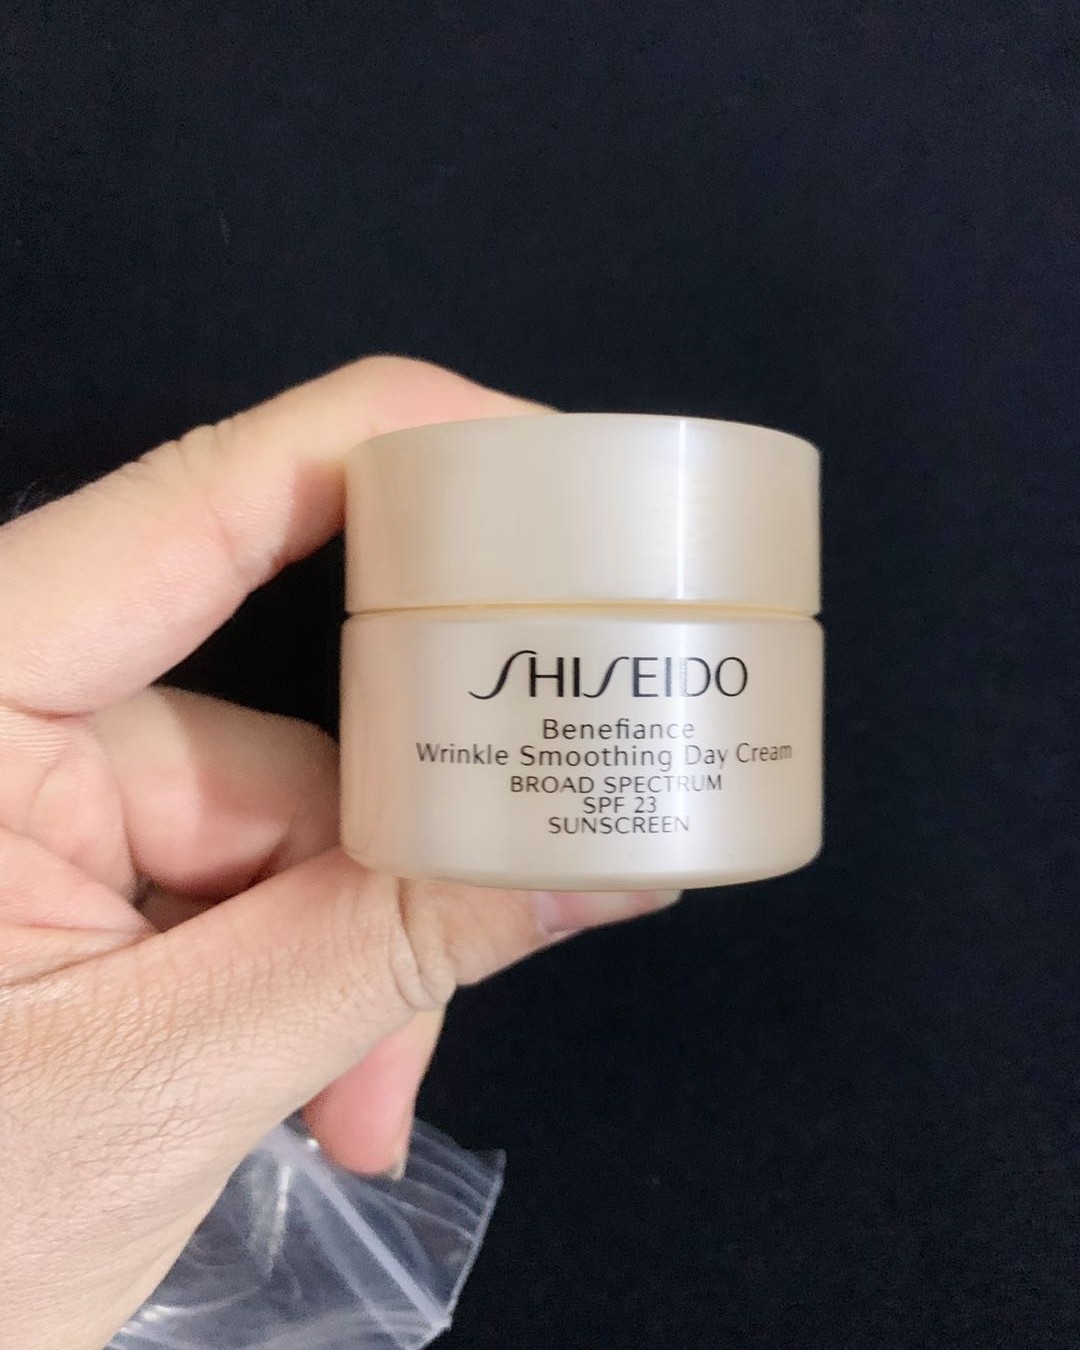 SHISEIDO
Benefiance
Wrinkle Smoothing Day Cream
BROAD SPECTRUM
SPF 23
SUNSCREEN